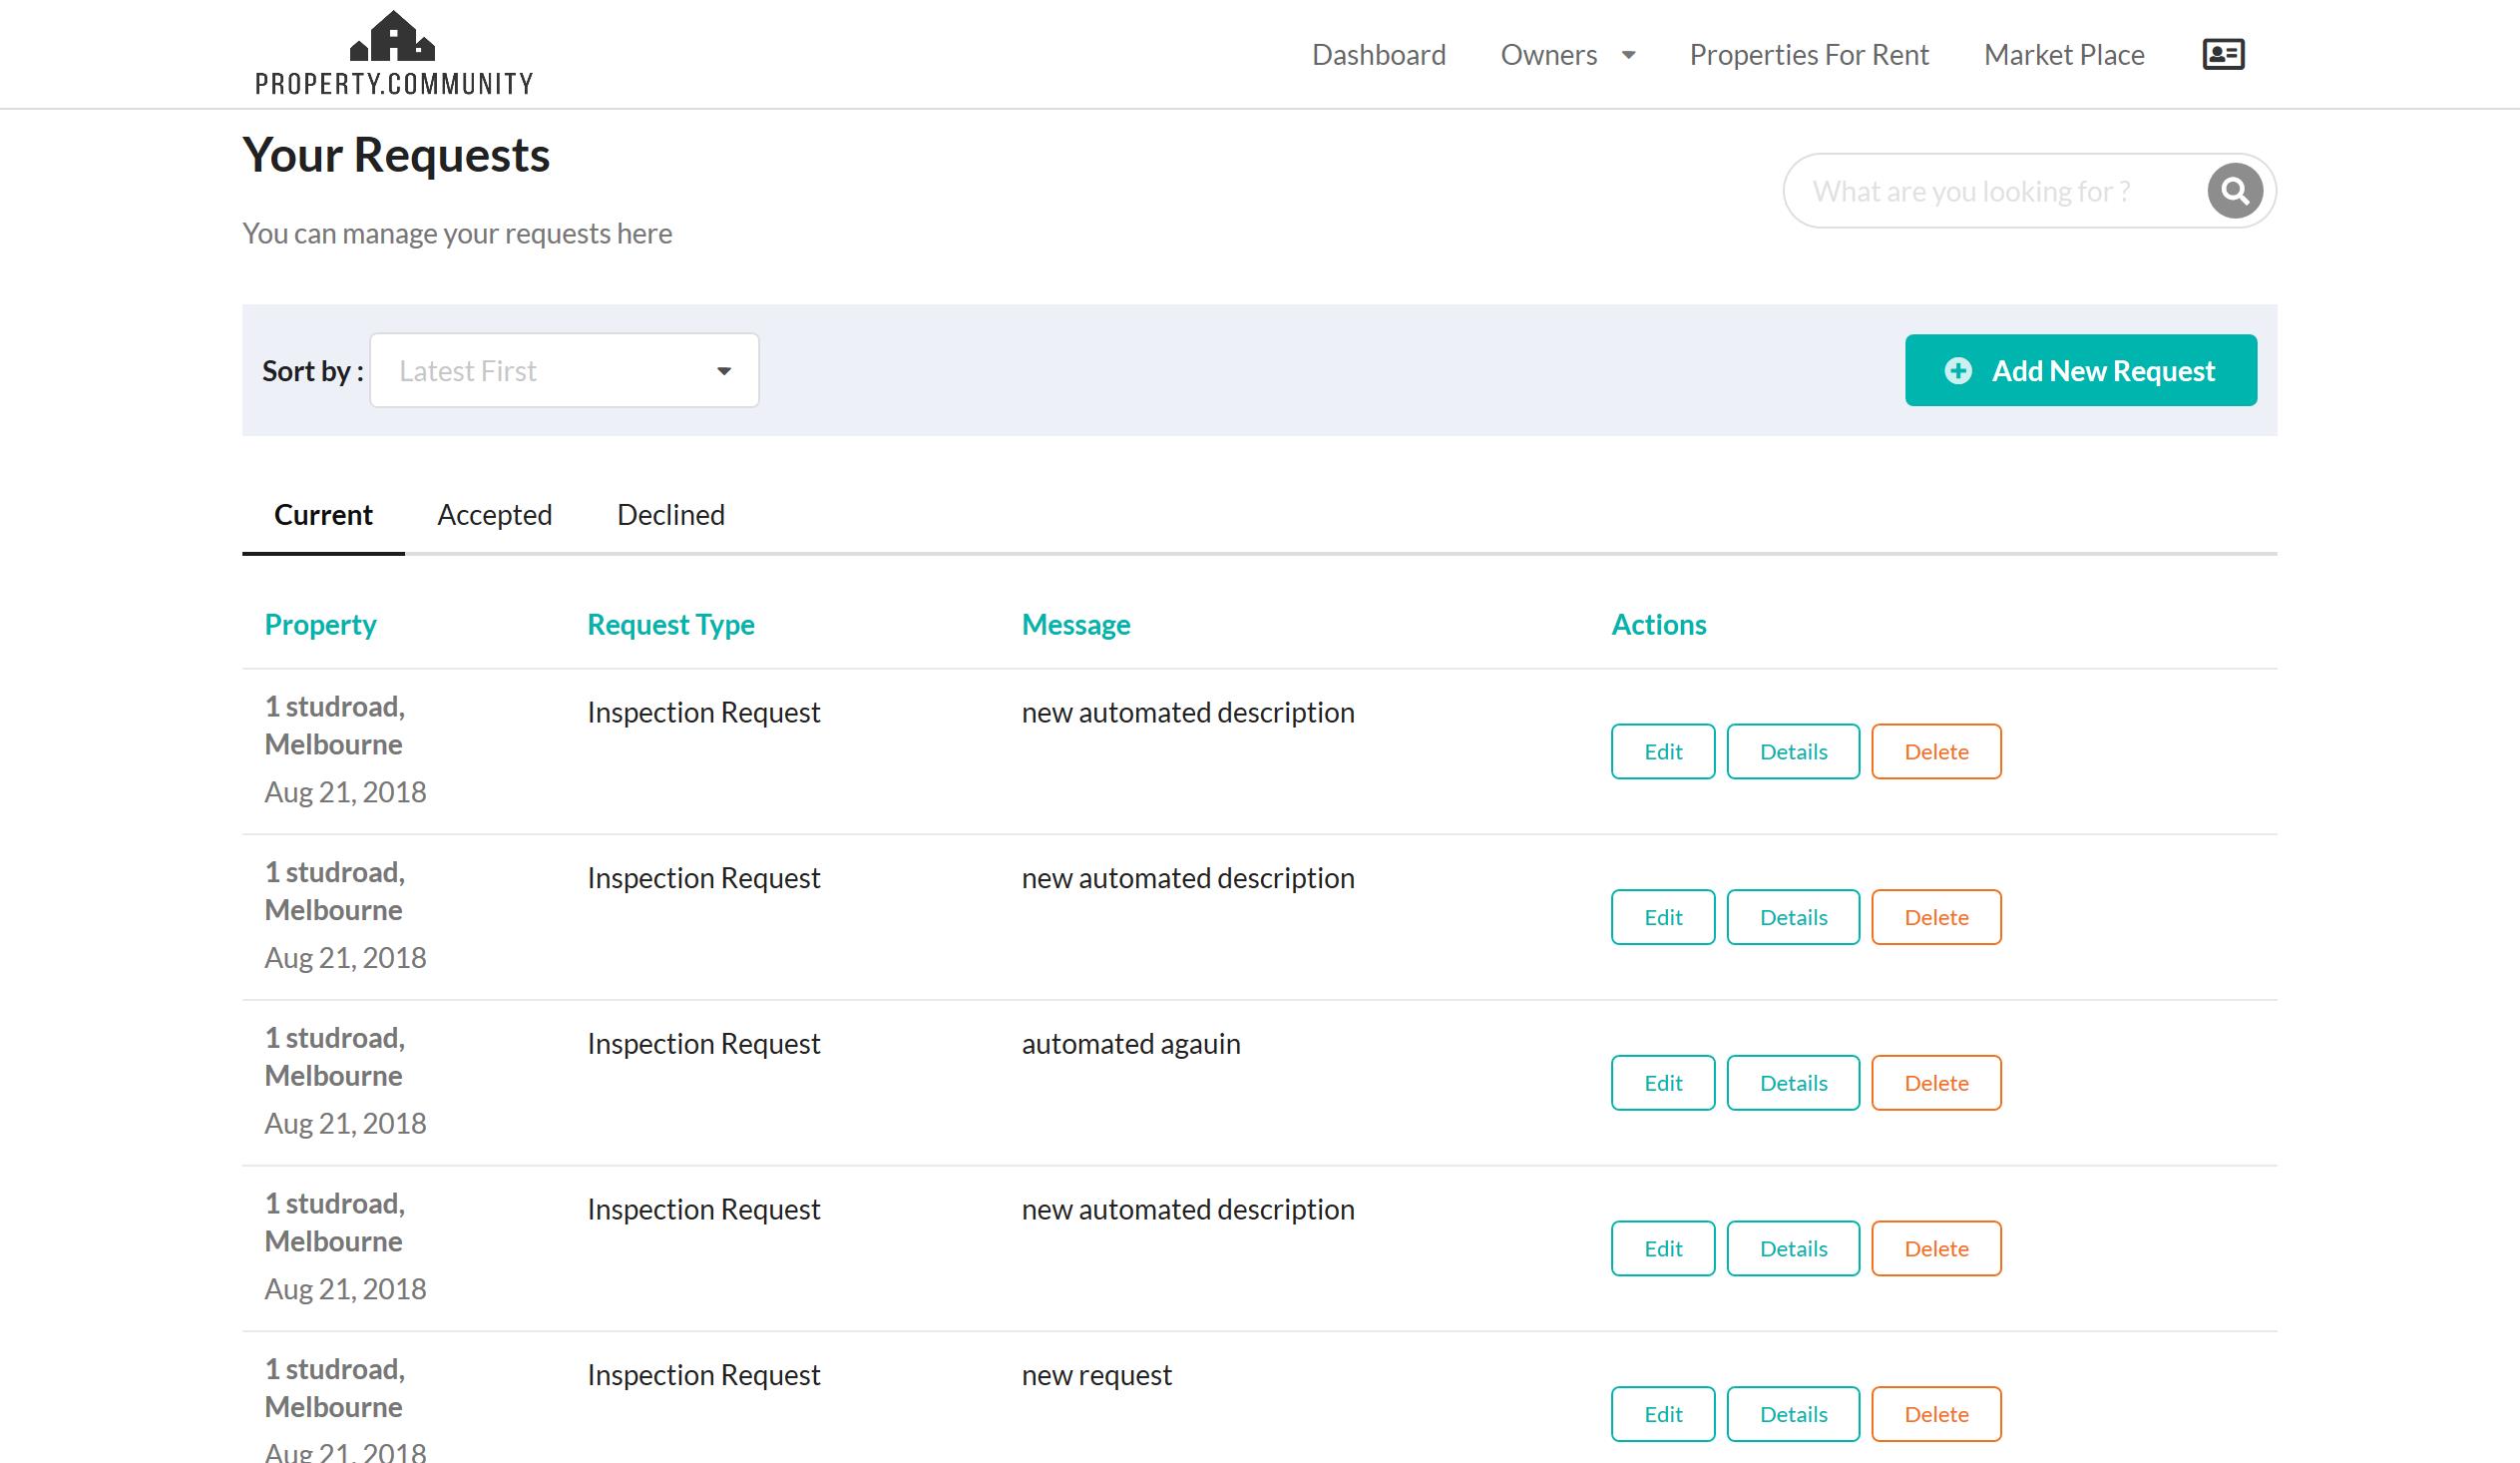 PROPERTY.COMMUNITY
Dashboard Owners Properties For Rent Market Place
Your Requests
What are you looking for ?
You can manage your requests here
Sort by : Latest First Add New Request
Current Accepted Declined
Property Request Type Message Actions
1 studroad, Inspection Request new automated description
Melbourne Edit Details Delete
Aug 21, 2018
1 studroad, Inspection Request new automated description
Melbourne Edit Details Delete
Aug 21, 2018
1 studroad, Inspection Request automated agauin
Melbourne Edit Details Delete
Aug 21, 2018
1 studroad, Inspection Request new automated description
Melbourne Edit Details Delete
Aug 21, 2018
1 studroad, Inspection Request new request
Melbourne Edit Details Delete
Aug 21, 2018